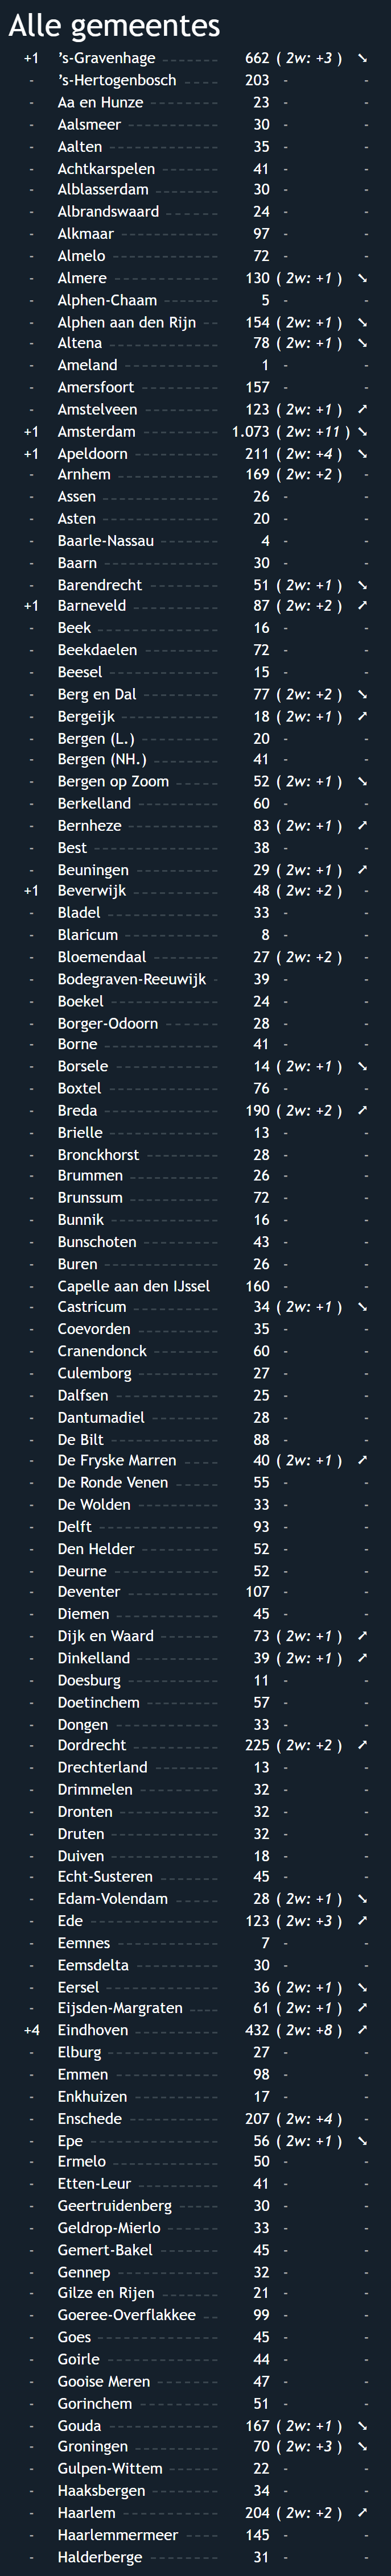 Alle gemeentes
+1 's-Gravenhage 662 ( 2w: +3 ) ➘
- 's-Hertogenbosch 203 - -
- Aa en Hunze 23 - -
- Aalsmeer 30 - -
- Aalten 35 - -
- Achtkarspelen 41 - -
- Alblasserdam 30 - -
- Albrandswaard 24 - -
- Alkmaar 97 - -
- Almelo 72 - -
- Almere 130 ( 2w: +1 ) ➘
- Alphen-Chaam 5 - -
- Alphen aan den Rijn 154 ( 2w: +1 ) ➘
- Altena 78 ( 2w: +1 ) ➘
- Ameland 1 - -
- Amersfoort 157 - -
- Amstelveen 123 ( 2w: +1 ) ➚
+1 Amsterdam 1.073 ( 2w: +11 ) ➘
+1 Apeldoorn 211 ( 2w: +4 ) ➘
- Arnhem 169 ( 2w: +2 ) -
- Assen 26 - -
- Asten 20 - -
- Baarle-Nassau 4 - -
- Baarn 30 - -
- Barendrecht 51 ( 2w: +1 ) ➘
+1 Barneveld 87 ( 2w: +2 ) ➚
- Beek 16 - -
- Beekdaelen 72 - -
- Beesel 15 - -
- Berg en Dal 77 ( 2w: +2 ) ➘
- Bergeijk 18 ( 2w: +1 ) ➚
- Bergen (L.) 20 - -
- Bergen (NH.) 41 - -
- Bergen op Zoom 52 ( 2w: +1 ) ➘
- Berkelland 60 - -
- Bernheze 83 ( 2w: +1 ) ➚
- Best 38 - -
- Beuningen 29 ( 2w: +1 ) ➚
+1 Beverwijk 48 ( 2w: +2 ) -
- Bladel 33 - -
- Blaricum 8 - -
- Bloemendaal 27 ( 2w: +2 ) -
- Bodegraven-Reeuwijk 39 - -
- Boekel 24 - -
- Borger-Odoorn 28 - -
- Borne 41 - -
- Borsele 14 ( 2w: +1 ) ➘
- Boxtel 76 - -
- Breda 190 ( 2w: +2 ) ➚
- Brielle 13 - -
- Bronckhorst 28 - -
- Brummen 26 - -
- Brunssum 72 - -
- Bunnik 16 - -
- Bunschoten 43 - -
- Buren 26 - -
- Capelle aan den IJssel 160 - -
- Castricum 34 ( 2w: +1 ) ➘
- Coevorden 35 - -
- Cranendonck 60 - -
- Culemborg 27 - -
- Dalfsen 25 - -
- Dantumadiel 28 - -
- De Bilt 88 - -
- De Fryske Marren 40 ( 2w: +1 ) ➚
- De Ronde Venen 55 - -
- De Wolden 33 - -
- Delft 93 - -
- Den Helder 52 - -
- Deurne 52 - -
- Deventer 107 - -
- Diemen 45 - -
- Dijk en Waard 73 ( 2w: +1 ) ➚
- Dinkelland 39 ( 2w: +1 ) ➚
- Doesburg 11 - -
- Doetinchem 57 - -
- Dongen 33 - -
- Dordrecht 225 ( 2w: +2 ) ➚
- Drechterland 13 - -
- Drimmelen 32 - -
- Dronten 32 - -
- Druten 32 - -
- Duiven 18 - -
- Echt-Susteren 45 - -
- Edam-Volendam 28 ( 2w: +1 ) ➘
- Ede 123 ( 2w: +3 ) ➚
- Eemnes 7 - -
- Eemsdelta 30 - -
- Eersel 36 ( 2w: +1 ) ➘
- Eijsden-Margraten 61 ( 2w: +1 ) ➚
+4 Eindhoven 432 ( 2w: +8 ) ➚
- Elburg 27 - -
- Emmen 98 - -
- Enkhuizen 17 - -
- Enschede 207 ( 2w: +4 ) -
- Epe 56 ( 2w: +1 ) ➘
- Ermelo 50 - -
- Etten-Leur 41 - -
- Geertruidenberg 30 - -
- Geldrop-Mierlo 33 - -
- Gemert-Bakel 45 - -
- Gennep 32 - -
- Gilze en Rijen 21 - -
- Goeree-Overflakkee 99 - -
- Goes 45 - -
- Goirle 44 - -
- Gooise Meren 47 - -
- Gorinchem 51 - -
- Gouda 167 ( 2w: +1 ) ➘
- Groningen 70 ( 2w: +3 ) ➘
- Gulpen-Wittem 22 - -
- Haaksbergen 34 - -
- Haarlem 204 ( 2w: +2 ) ➚
- Haarlemmermeer 145 - -
- Halderberge 31 - -